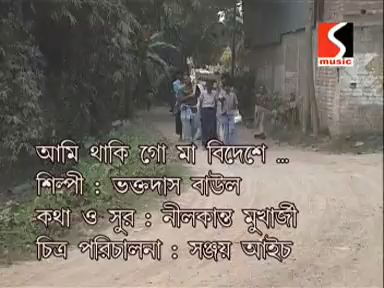 S
music
আমি থাকি গো মা বিদেশে ...
শিল্পী : ভক্তদাস বাউল
কথা ও সুর : নীলকান্ত মুখার্জী
চিত্র পরিচালনা : সঞ্জয় আইচ